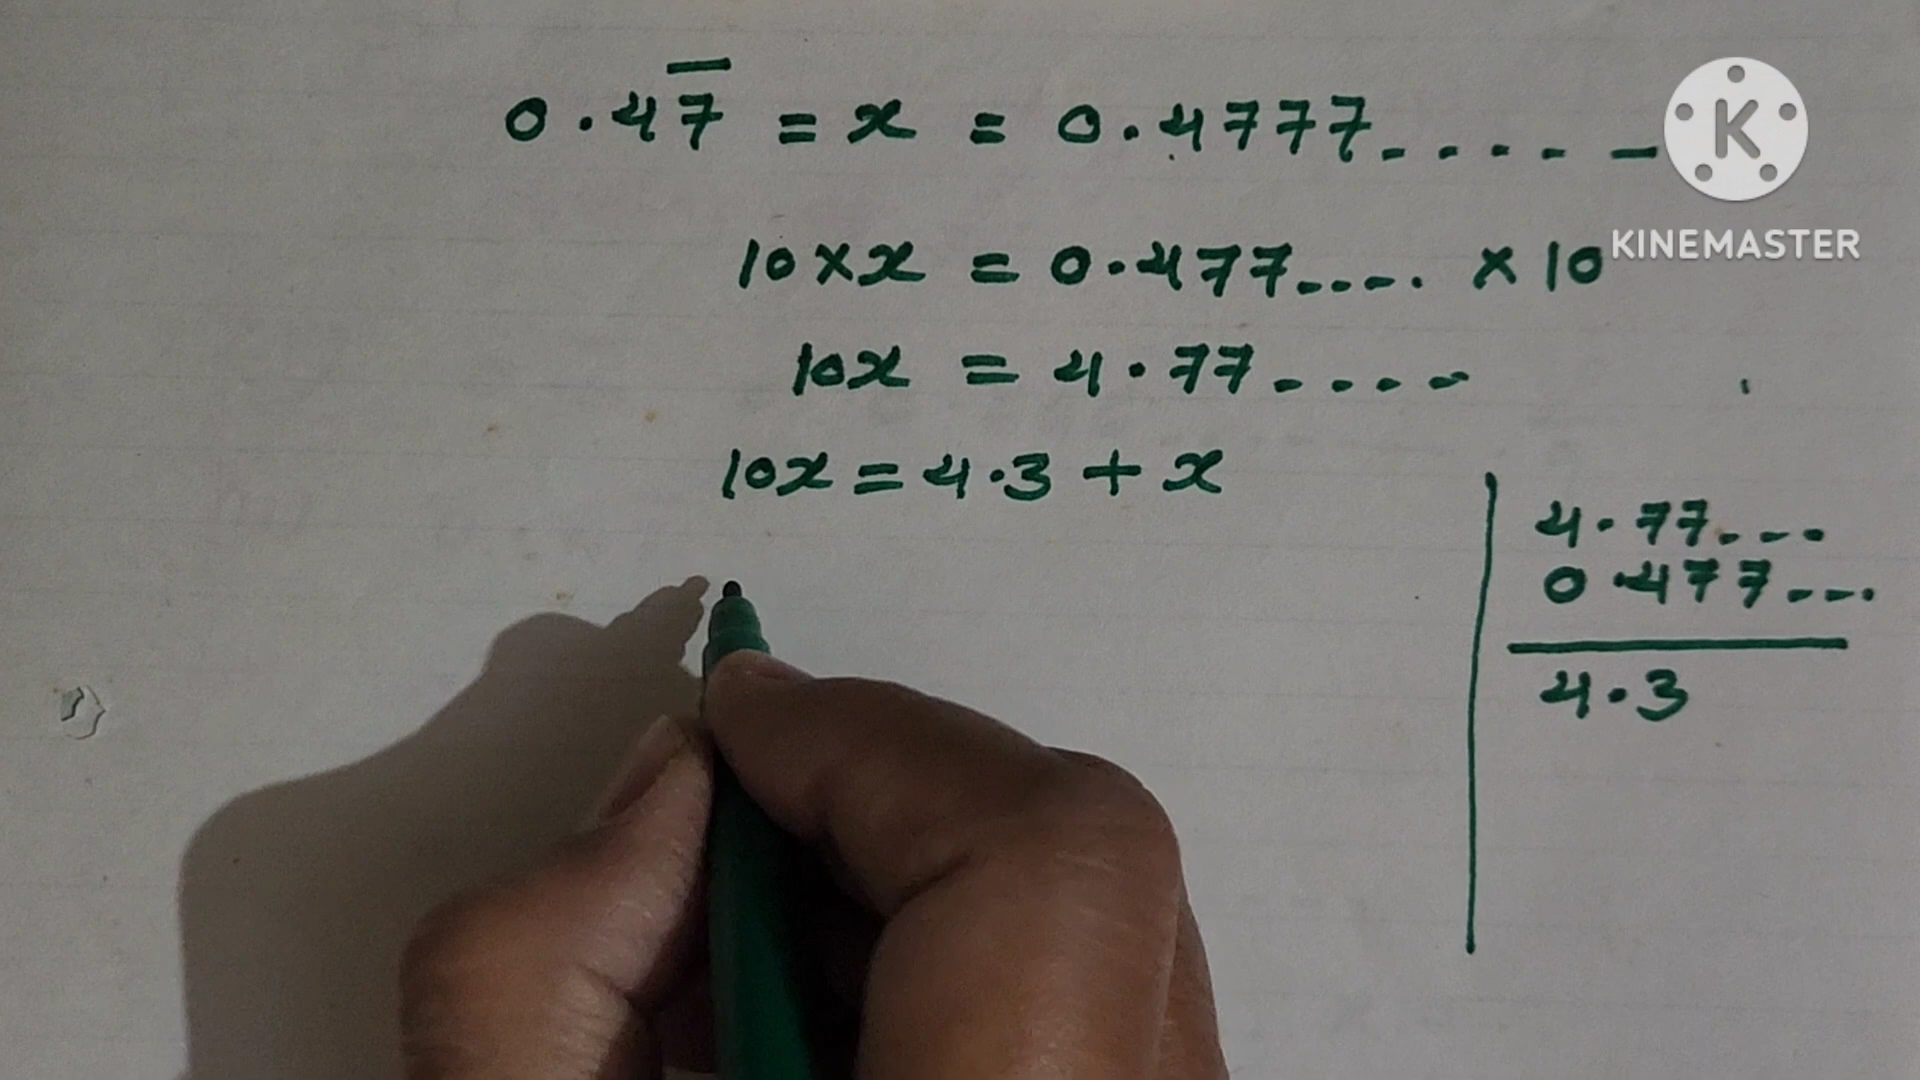 0.47̅ = x = 0.4777.....
10×x = 0.477..... ×10
10x = 4.77.....
10x = 4.3 + x
4.77....
0.477....
4.3
K
KINEMASTER